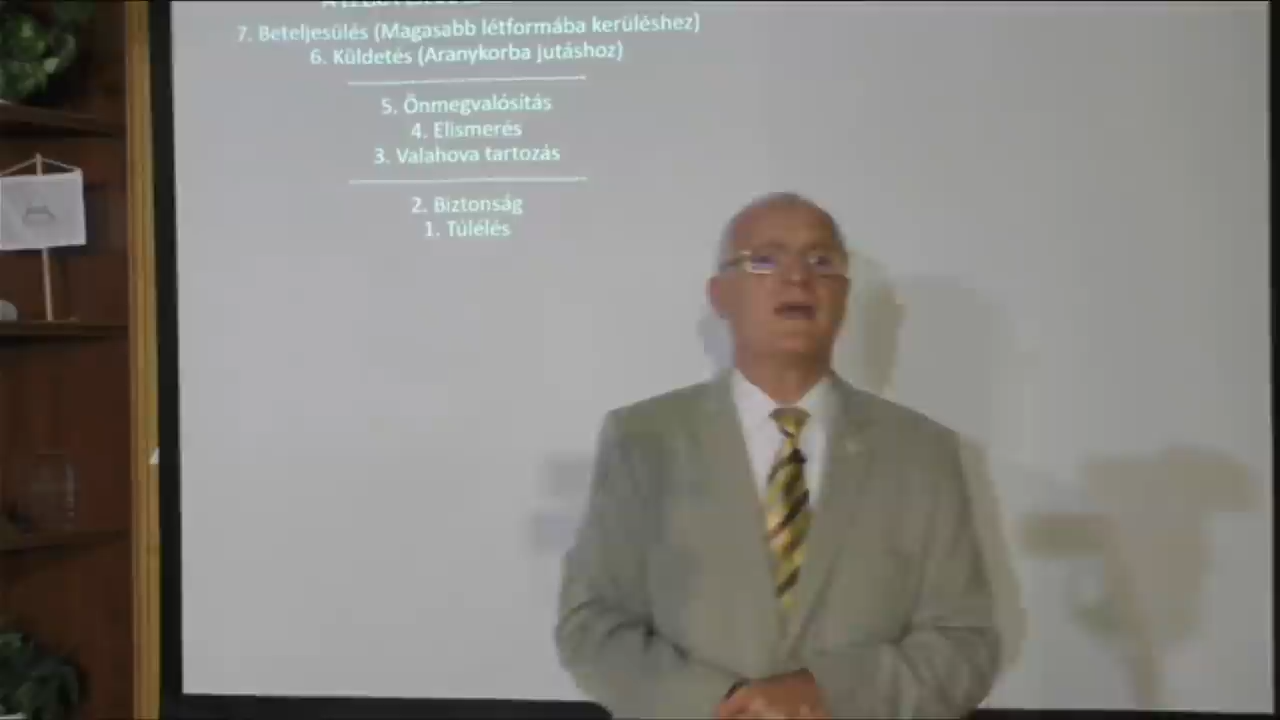 7. Beteljesülés (Magasabb létformába kerüléshez)
6. Küldetés (Aranykorba jutáshoz)
5. Önmegvalósítás
4. Elismerés
3. Valahova tartozás
2. Biztonság
1. Túlélés